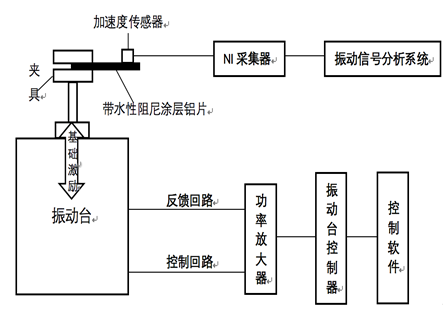 加速度传感器
NI 采集器
振动信号分析系统
夹
具
带水性阻尼涂层铝片
基
础
激
励
振动台
反馈回路
控制回路
功
率
放
大
器
振
动
台
控
制
器
控
制
软
件